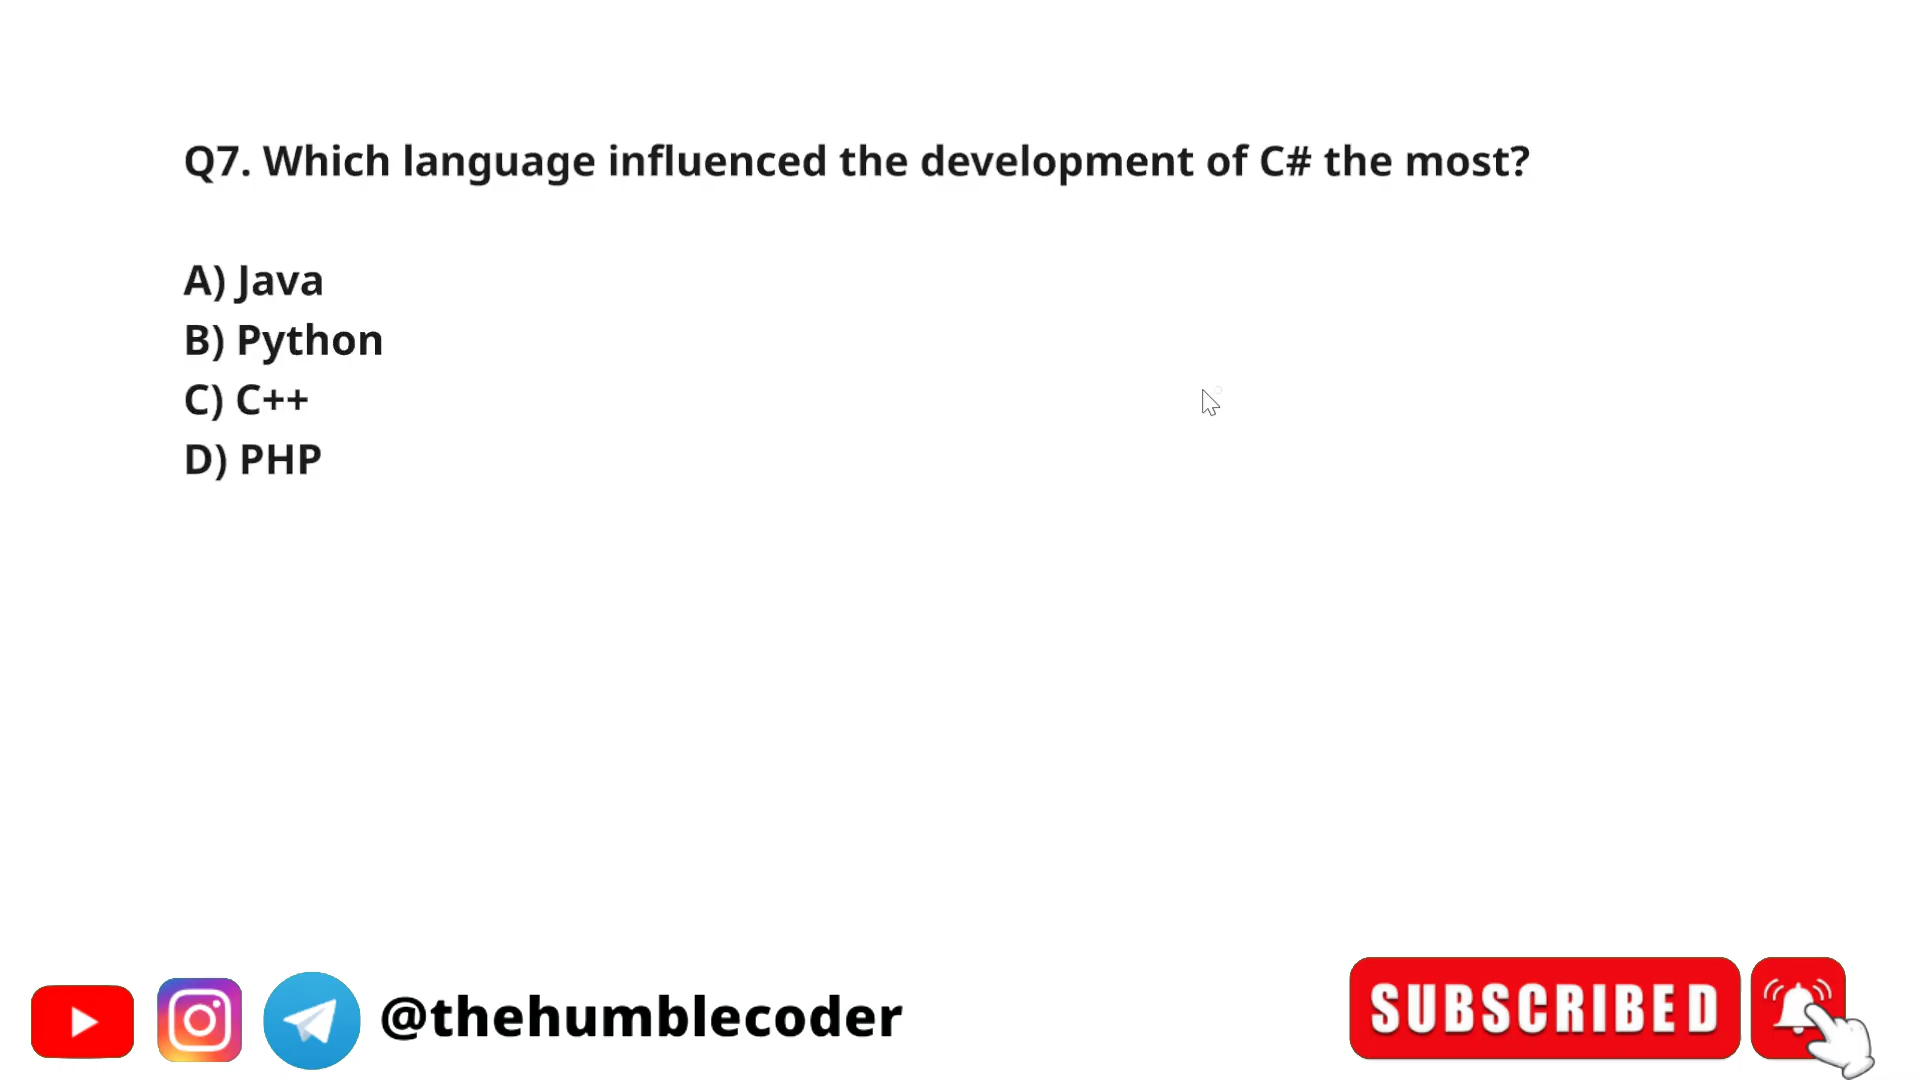 Q7. Which language influenced the development of C# the most?
A) Java
B) Python
C) C++
D) PHP
@thehumblecoder
SUBSCRIBED